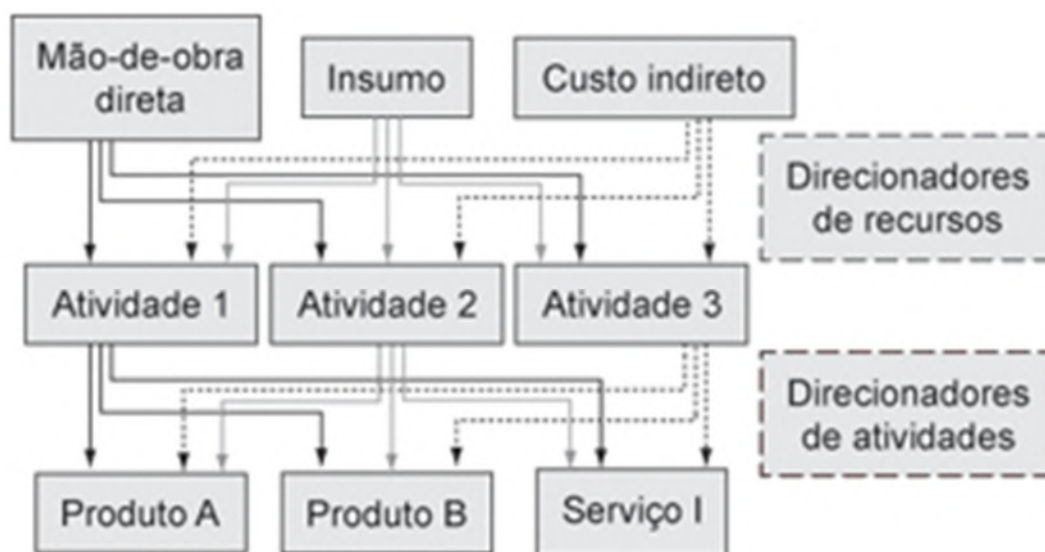 Mão-de-obra
direta
Insumo
Custo indireto
Direcionadores
de recursos
Atividade 1
Atividade 2
Atividade 3
Direcionadores
de atividades
Produto A
Produto B
Serviço I